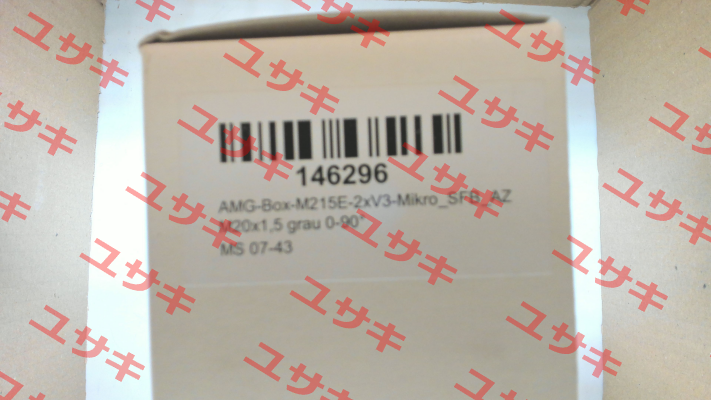 146296
AMG-Box-M215E-2xV3-Mikro_SFB_AZ
M20x1,5 grau 0-90°
MS 07-43
ユサキ